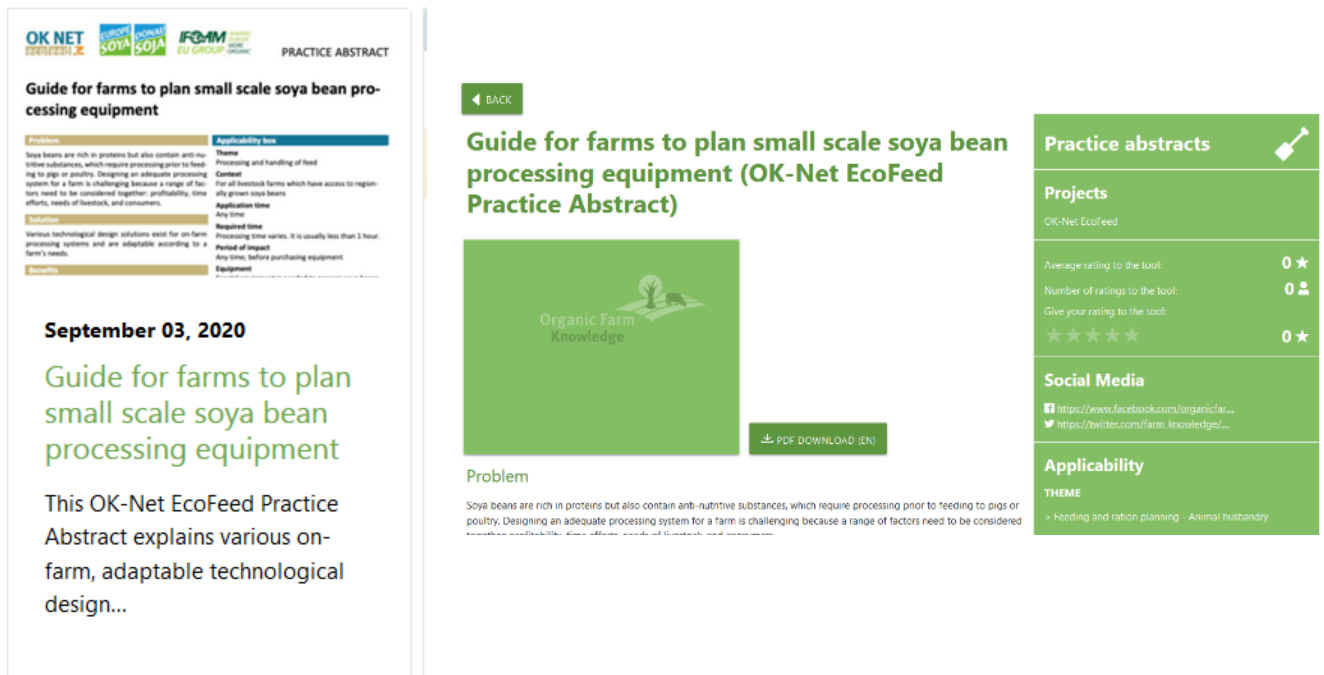 OK NET
ecofeed
EUROPE
SOYA
DONAU
SOJA
IFOAM
EU GROUP
MORE
ORGANIC
PRACTICE ABSTRACT
Guide for farms to plan small scale soya bean pro-
cessing equipment
Problem
Soya beans are rich in proteins but also contain anti-nu-
tritive substances, which require processing prior to feed-
ing to pigs or poultry. Designing an adequate processing
system for a farm is challenging because a range of fac-
tors need to be considered together: profitability, time
efforts, needs of livestock, and consumers.
Solution
Various technological design solutions exist for on-farm
processing systems and are adaptable according to a
farm's needs.
Benefits
Applicability box
Theme
Processing and handling of feed
Context
For all livestock farms which have access to region-
ally grown soya beans
Application time
Any time
Required time
Processing time varies. It is usually less than 1 hour.
Period of impact
Any time; before purchasing equipment
Equipment
September 03, 2020
Guide for farms to plan
small scale soya bean
processing equipment
This OK-Net EcoFeed Practice
Abstract explains various on-
farm, adaptable technological
design...
BACK
Guide for farms to plan small scale soya bean
processing equipment (OK-Net EcoFeed
Practice Abstract)
Organic Farm
Knowledge
PDF DOWNLOAD (EN)
Problem
Soya beans are rich in proteins but also contain anti-nutritive substances, which require processing prior to feeding to pigs or
poultry. Designing an adequate processing system for a farm is challenging because a range of factors need to be considered
together: profitability, time efforts, needs of livestock, and consumers.
Practice abstracts
Projects
OK-Net EcoFeed
Average rating to the tool: 0
Number of ratings to the tool: 0
Give your rating to the tool:
0
Social Media
https://www.facebook.com/organicfar...
https://twitter.com/farm_knowledge/...
Applicability
THEME
> Feeding and ration planning - Animal husbandry